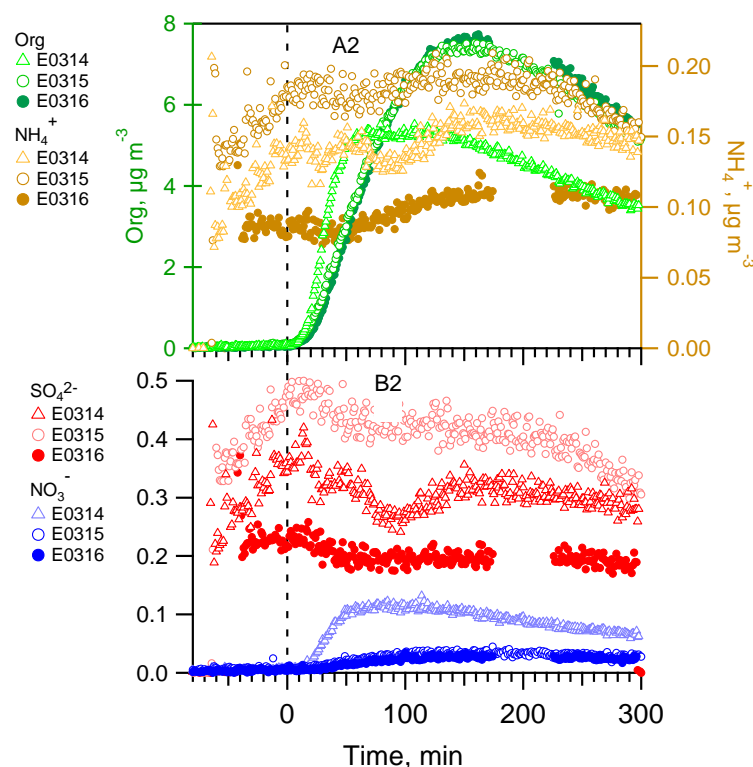 Org
E0314
E0315
E0316
NH₄⁺
E0314
E0315
E0316
A2
Org, µg m⁻³
8
6
4
2
0
NH₄⁺, µg m⁻³
0.20
0.15
0.10
0.05
0.00
SO₄²⁻
E0314
E0315
E0316
NO₃⁻
E0314
E0315
E0316
B2
0.5
0.4
0.3
0.2
0.1
0.0
0
100
200
300
Time, min